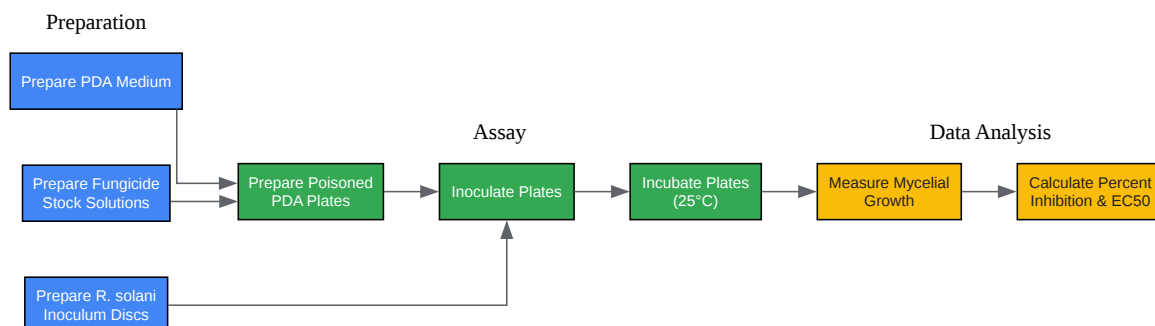 Preparation
Prepare PDA Medium
Assay
Data Analysis
Prepare Fungicide
Stock Solutions
Prepare Poisoned
PDA Plates
Inoculate Plates
Incubate Plates
(25°C)
Measure Mycelial
Growth
Calculate Percent
Inhibition & EC50
Prepare R. solani
Inoculum Discs